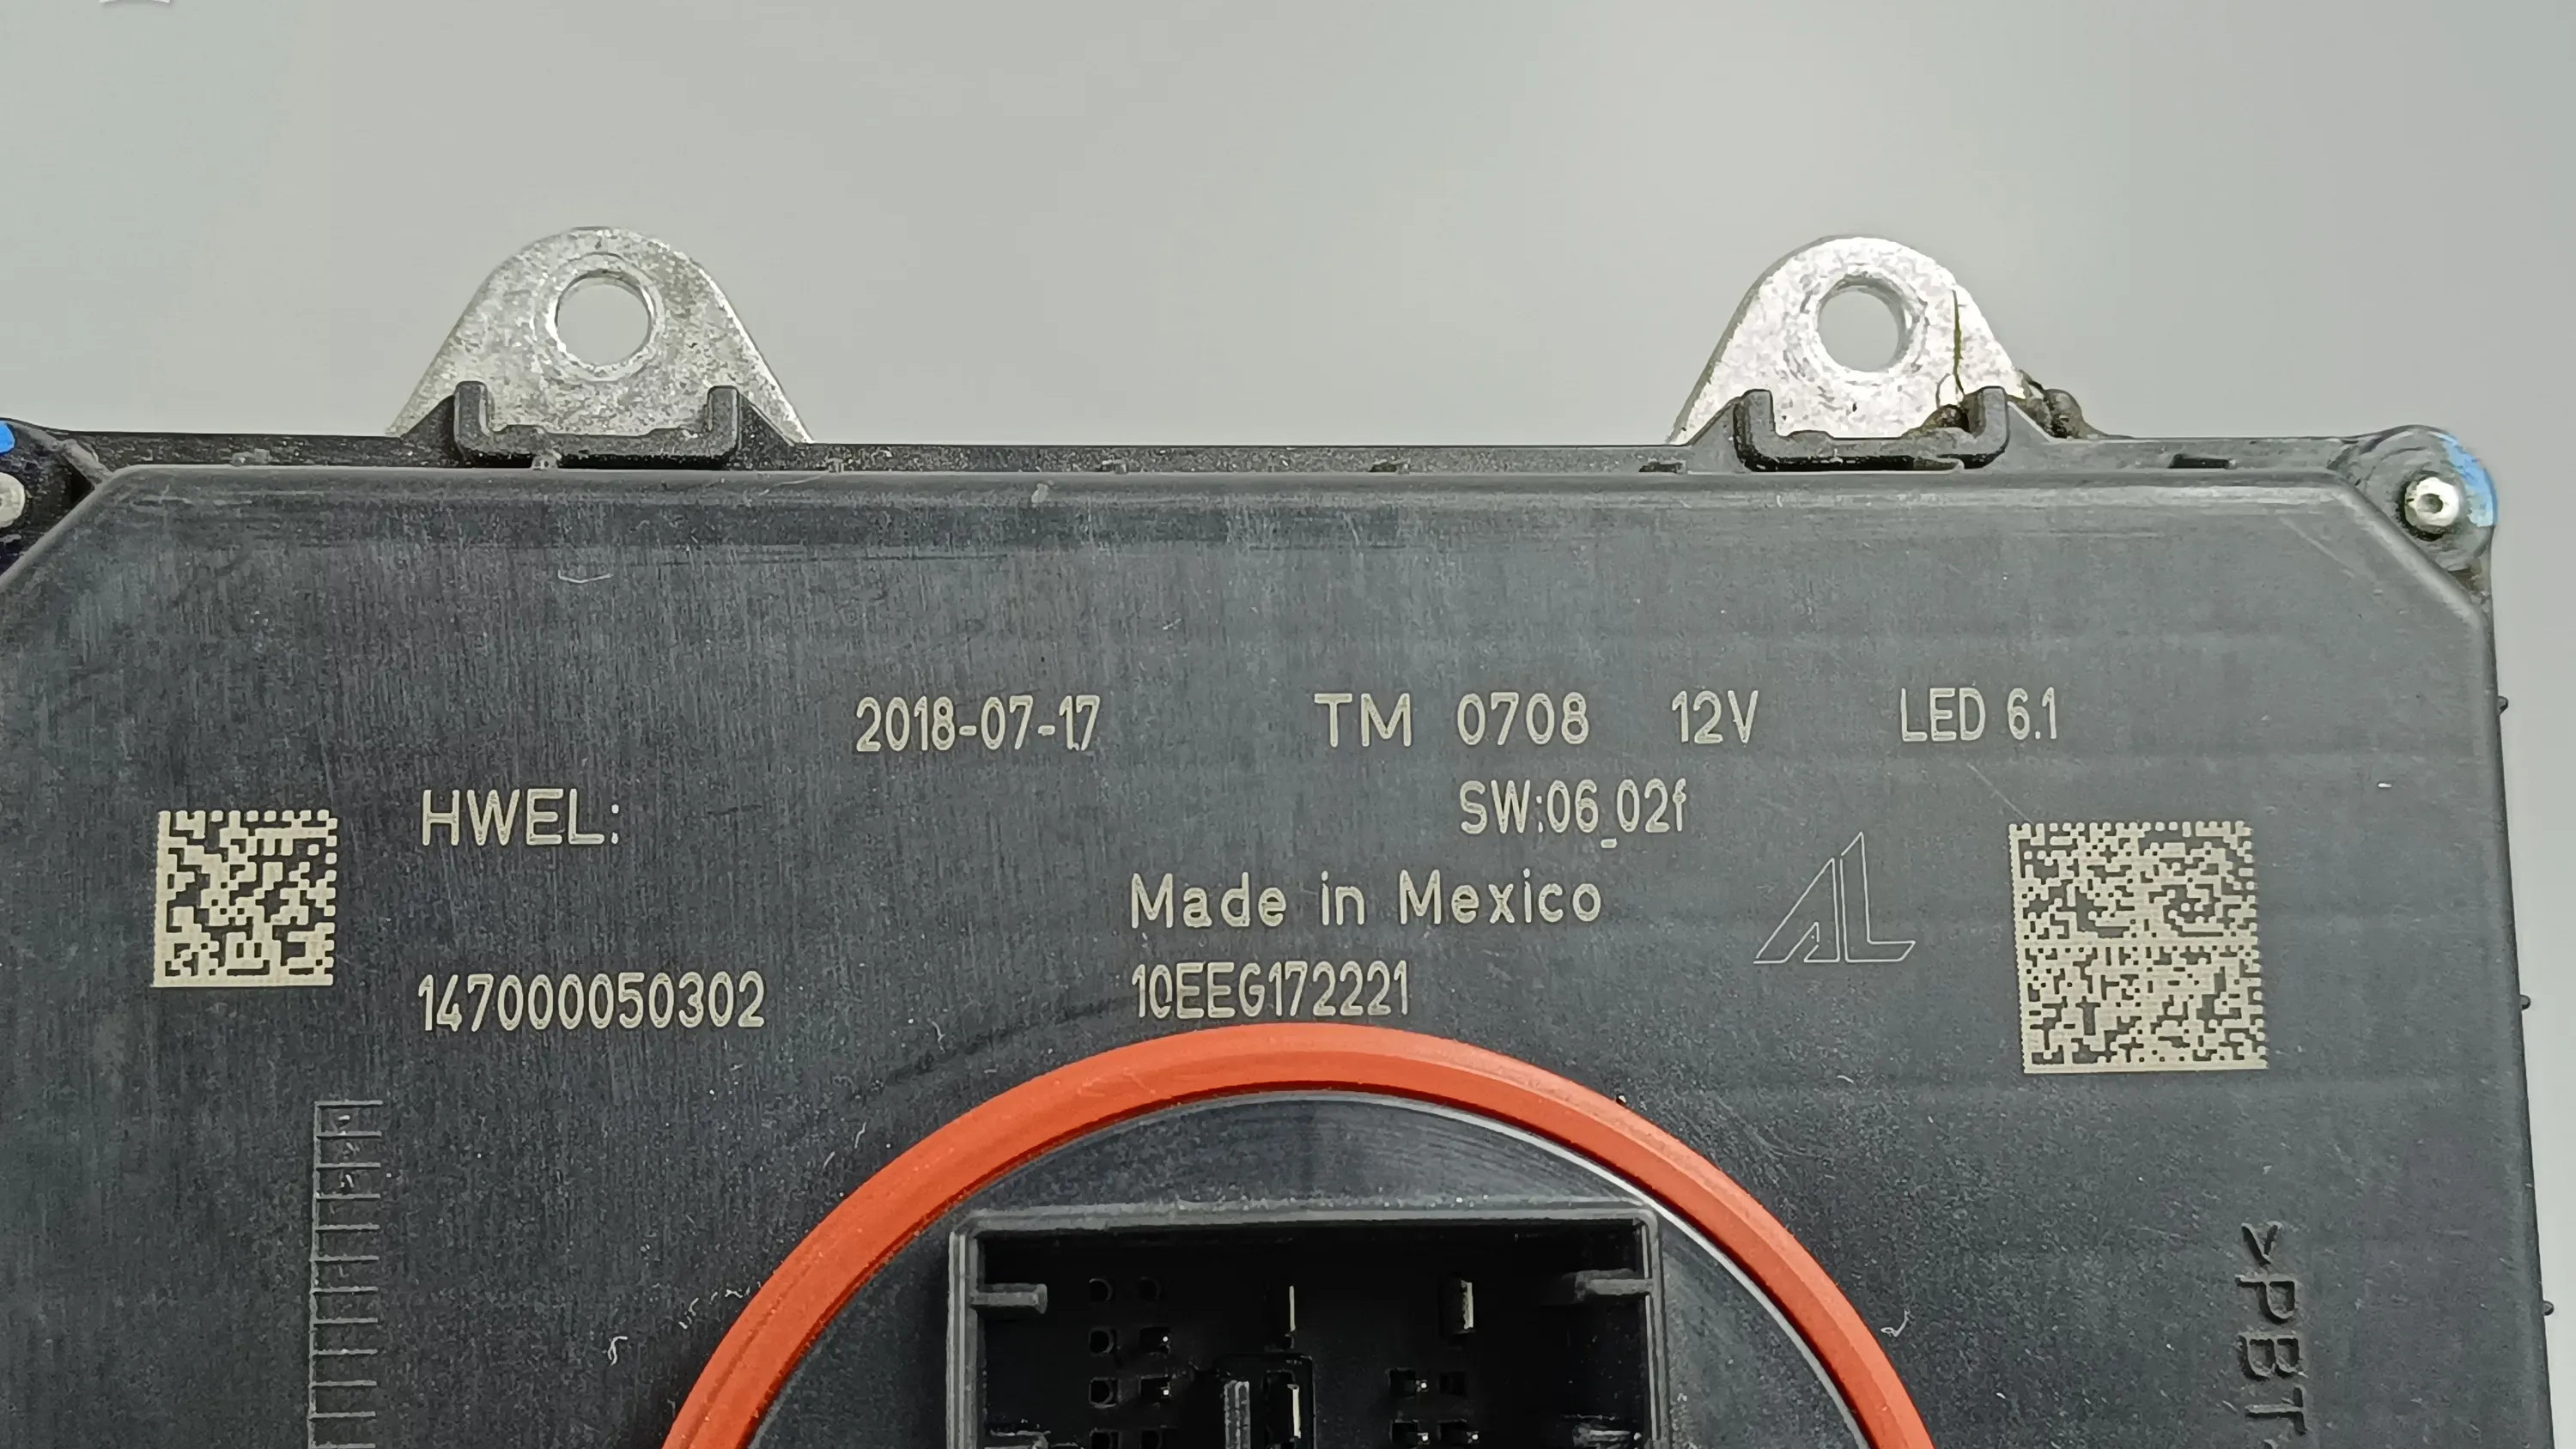 2018-07-17 TM 0708 12V LED 6.1
HWEL: SW:06_02f
Made in Mexico
AL
147000050302 10EEG172221
>PBT-